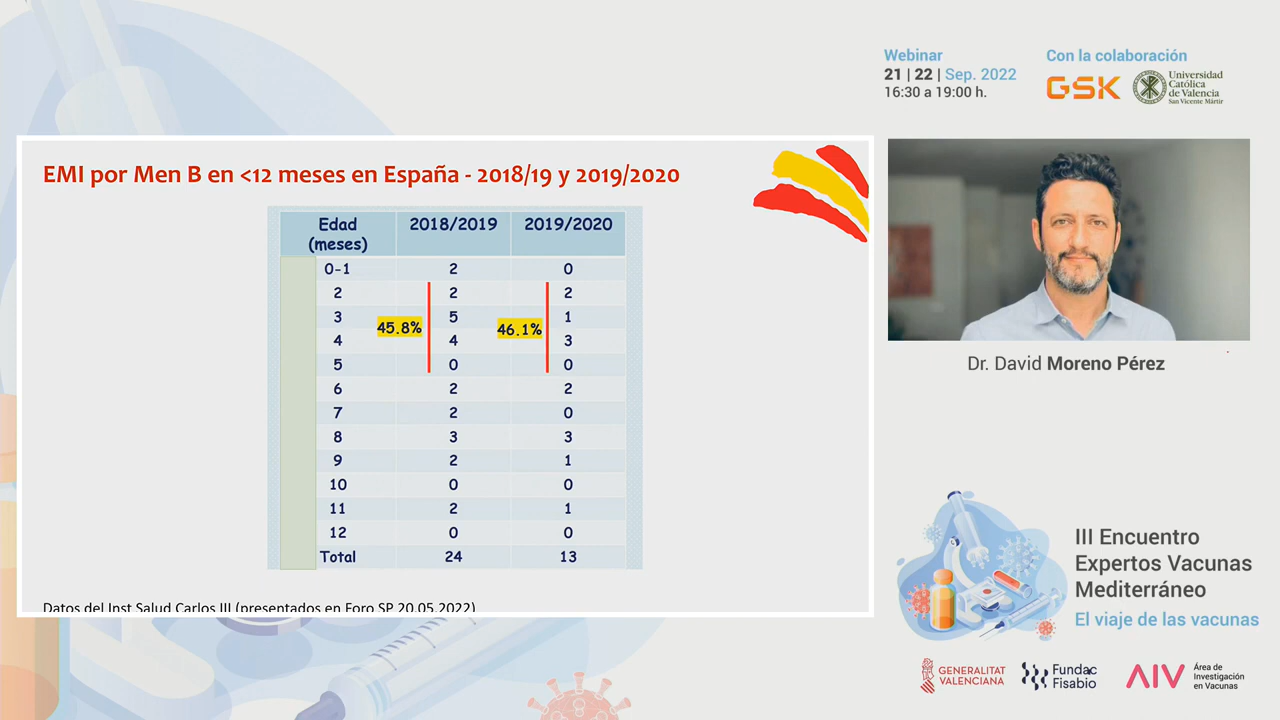 Webinar
21 | 22 | Sep. 2022
16:30 a 19:00 h.
Con la colaboración
GSK
Universidad
Católica
de Valencia
San Vicente Mártir
EMI por Men B en <12 meses en España - 2018/19 y 2019/2020
Edad (meses) 2018/2019 2019/2020
0-1 2 0
2 2 2
3 5 1
45.8% 46.1%
4 4 3
5 0 0
6 2 2
7 2 0
8 3 3
9 2 1
10 0 0
11 2 1
12 0 0
Total 24 13
Datos del Inst Salud Carlos III (presentados en Foro SP 20.05.2022)
Dr. David Moreno Pérez
III Encuentro
Expertos Vacunas
Mediterráneo
El viaje de las vacunas
GENERALITAT
VALENCIANA
Fundac
Fisabio
AIV
Área de
Investigación
en Vacunas